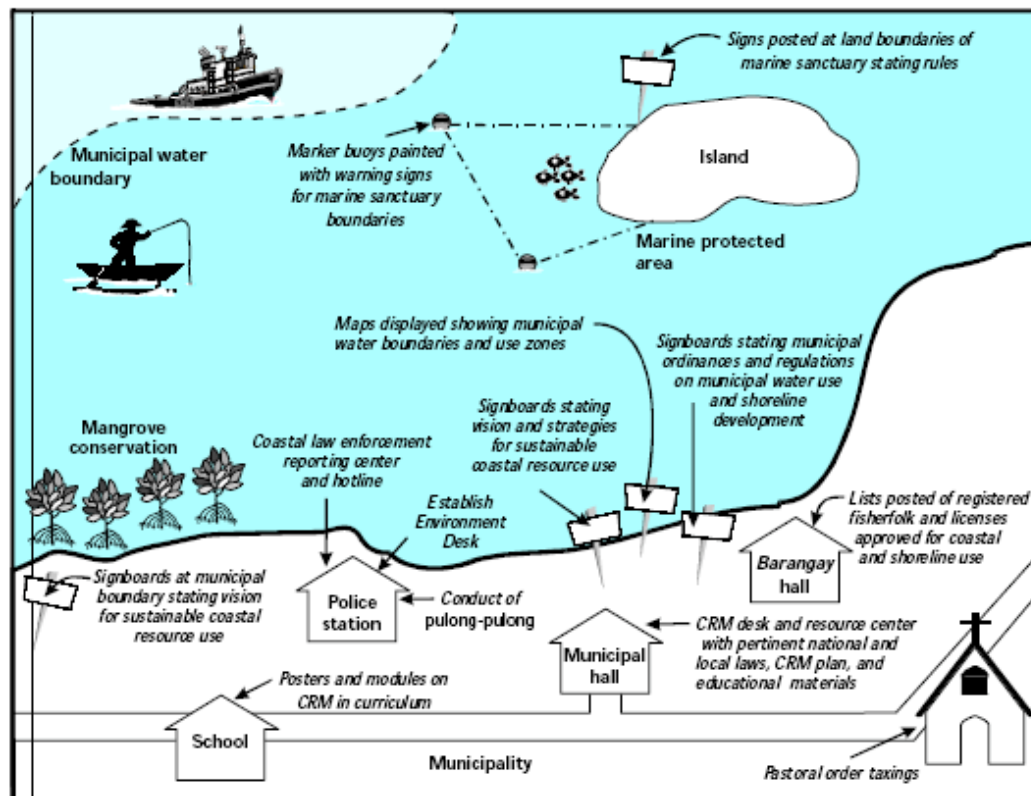 Signs posted at land boundaries of
marine sanctuary stating rules
Municipal water
boundary
Marker buoys painted
with warning signs
for marine sanctuary
boundaries
Island
Marine protected
area
Maps displayed showing municipal
water boundaries and use zones
Signboards stating municipal
ordinances and regulations
on municipal water use
and shoreline
development
Signboards stating
vision and strategies
for sustainable
coastal resource use
Mangrove
conservation
Coastal law enforcement
reporting center
and hotline
Establish
Environment
Desk
Lists posted of registered
fisherfolk and licenses
approved for coastal
and shoreline use
Barangay
hall
Signboards at municipal
boundary stating vision
for sustainable coastal
resource use
Police
station
Conduct of
pulong-pulong
Municipal
hall
CRM desk and resource center
with pertinent national and
local laws, CRM plan, and
educational materials
Posters and modules on
CRM in curriculum
School
Municipality
Pastoral order taxings